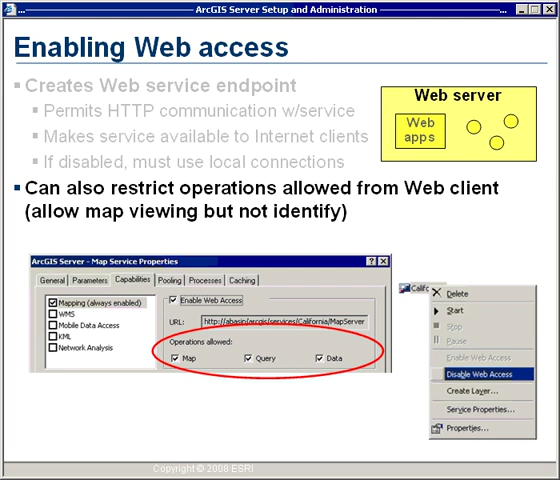 ArcGIS Server Setup and Administration
Enabling Web access
Creates Web service endpoint
Permits HTTP communication w/service
Makes service available to Internet clients
If disabled, must use local connections
Can also restrict operations allowed from Web client
(allow map viewing but not identify)
Web server
Web
apps
ArcGIS Server - Map Service Properties
General Parameters Capabilities Pooling Processes Caching
Mapping (always enabled)
WMS
Mobile Data Access
KML
Network Analysis
Enable Web Access
URL: http://abasin/arcgis/services/California/MapServer
Operations allowed:
Map Query Data
Delete
Start
Stop
Pause
Enable Web Access
Disable Web Access
Create Layer...
Service Properties...
Properties...
Copyright © 2008 ESRI